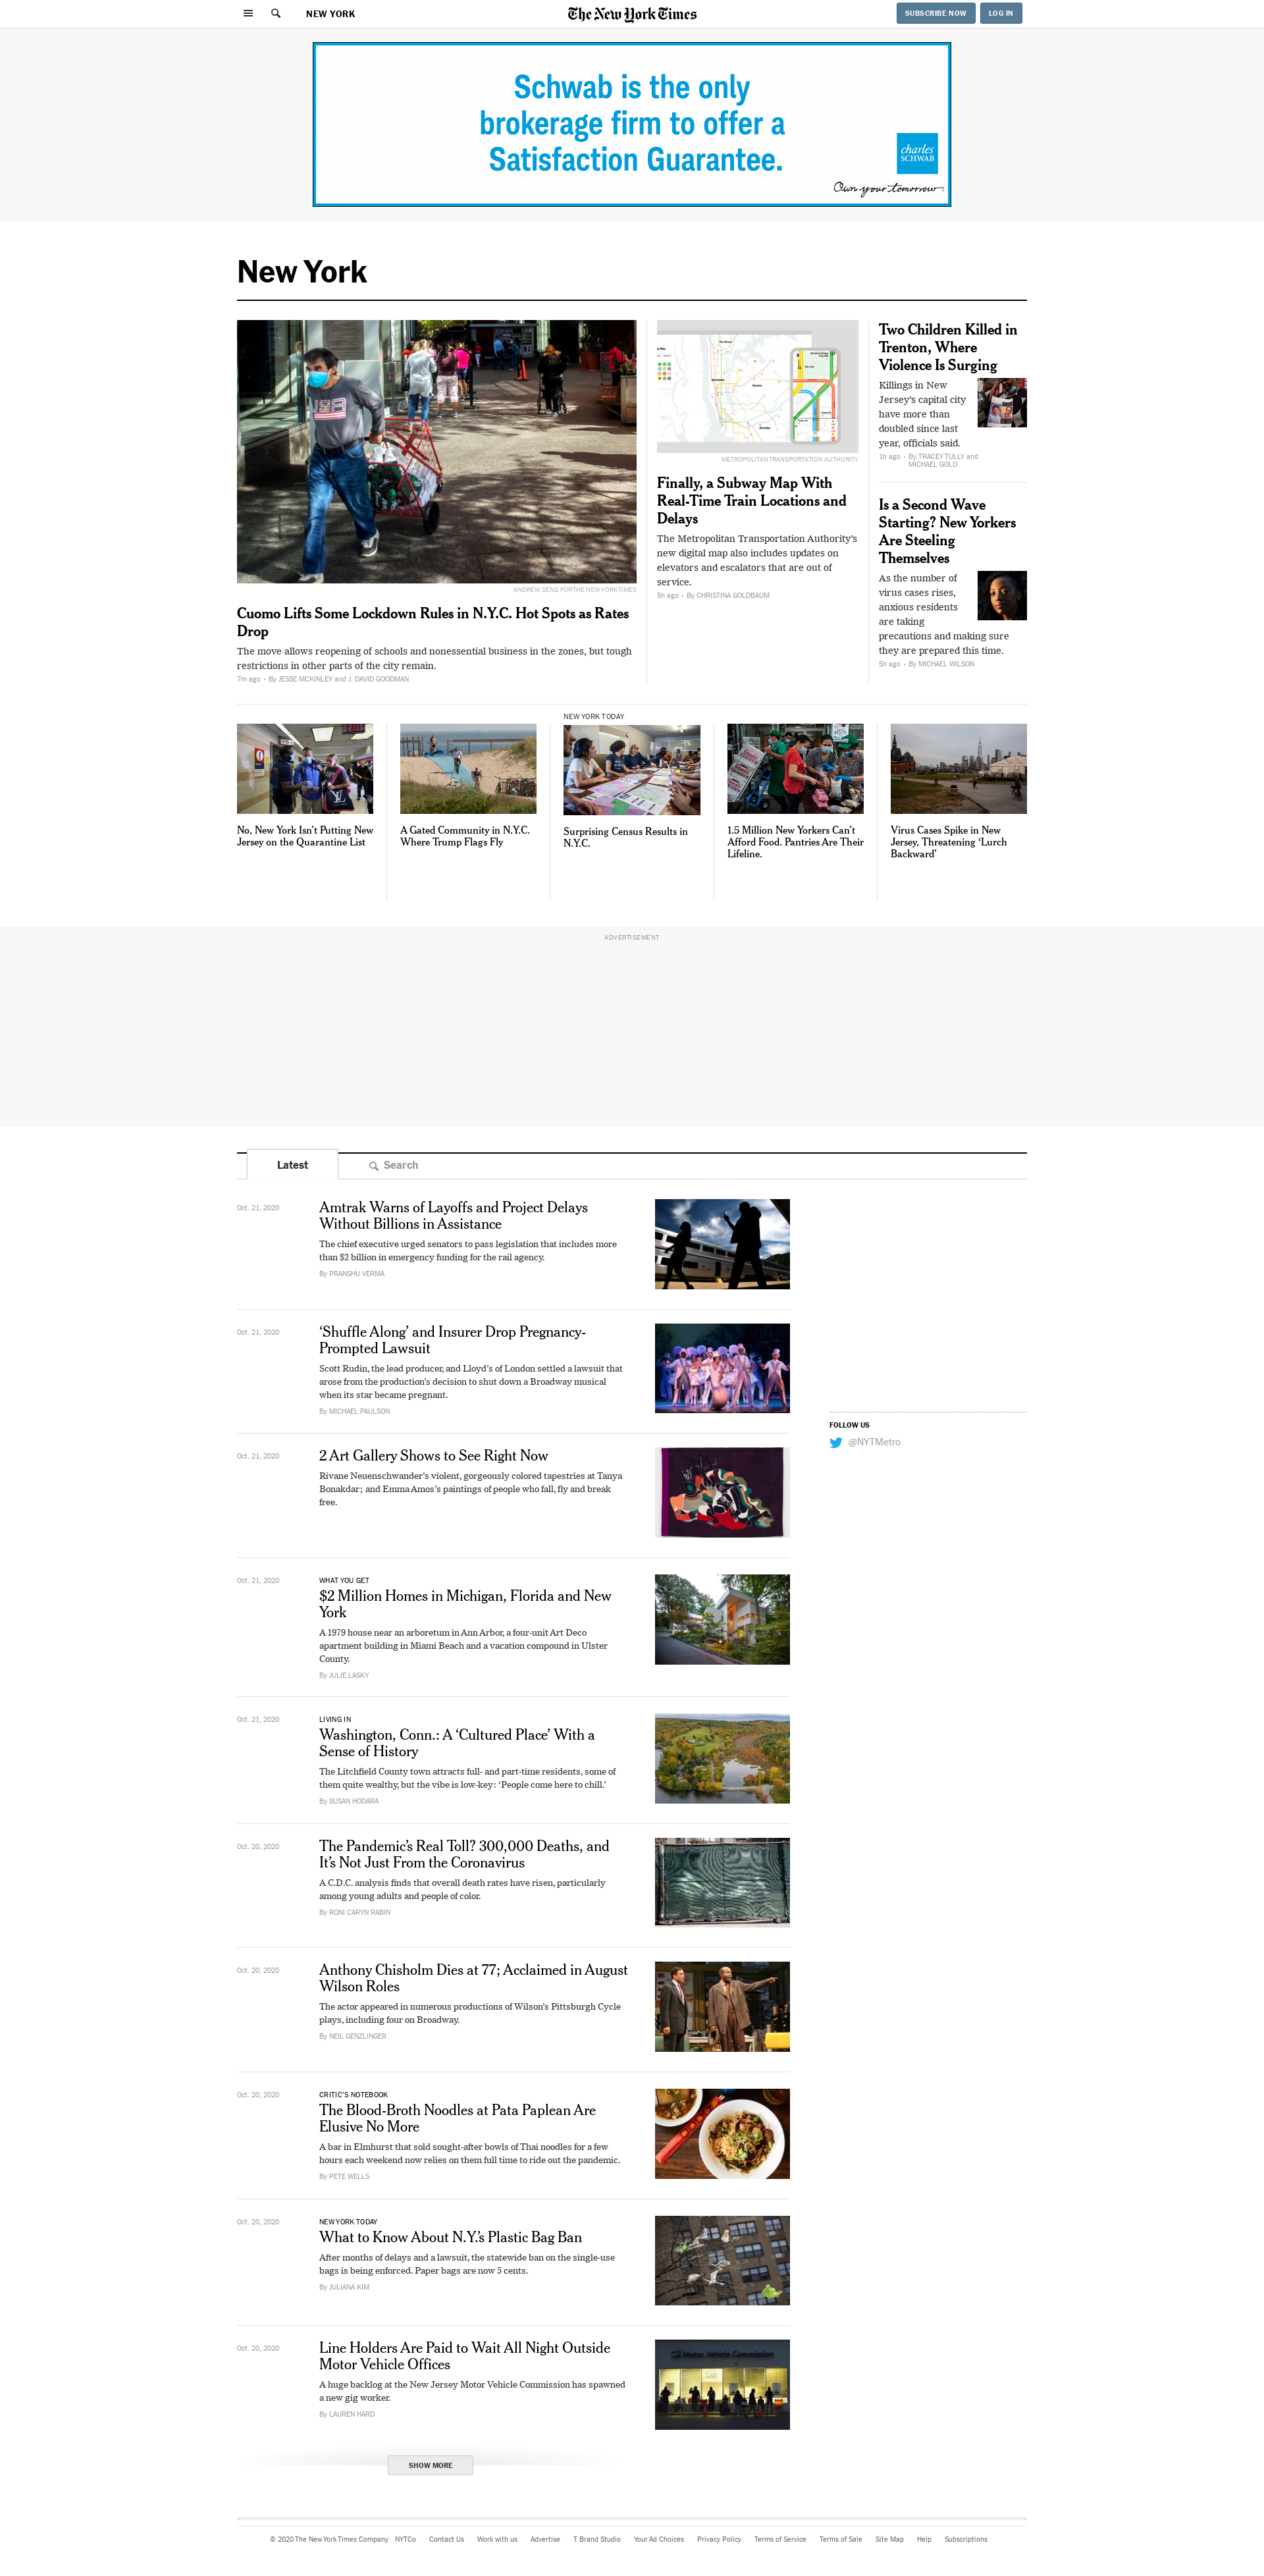 NEW YORK
The New York Times
SUBSCRIBE NOW
LOG IN
Schwab is the only
brokerage firm to offer a
Satisfaction Guarantee.
charles
SCHWAB
Own your tomorrow
New York
ANDREW SENG FOR THE NEW YORK TIMES
Cuomo Lifts Some Lockdown Rules in N.Y.C. Hot Spots as Rates
Drop
The move allows reopening of schools and nonessential business in the zones, but tough
restrictions in other parts of the city remain.
7m ago • By JESSE MCKINLEY and J. DAVID GOODMAN
METROPOLITAN TRANSPORTATION AUTHORITY
Finally, a Subway Map With
Real-Time Train Locations and
Delays
The Metropolitan Transportation Authority's
new digital map also includes updates on
elevators and escalators that are out of
service.
5h ago • By CHRISTINA GOLDBAUM
Two Children Killed in
Trenton, Where
Violence Is Surging
Killings in New
Jersey's capital city
have more than
doubled since last
year, officials said.
1h ago • By TRACEY TULLY and
MICHAEL GOLD
Is a Second Wave
Starting? New Yorkers
Are Steeling
Themselves
As the number of
virus cases rises,
anxious residents
are taking
precautions and making sure
they are prepared this time.
5h ago • By MICHAEL WILSON
No, New York Isn't Putting New
Jersey on the Quarantine List
A Gated Community in N.Y.C.
Where Trump Flags Fly
NEW YORK TODAY
Surprising Census Results in
N.Y.C.
1.5 Million New Yorkers Can't
Afford Food. Pantries Are Their
Lifeline.
Virus Cases Spike in New
Jersey, Threatening 'Lurch
Backward'
ADVERTISEMENT
Latest
Search
Oct. 21, 2020
Amtrak Warns of Layoffs and Project Delays
Without Billions in Assistance
The chief executive urged senators to pass legislation that includes more
than $2 billion in emergency funding for the rail agency.
By PRANSHU VERMA
Oct. 21, 2020
'Shuffle Along' and Insurer Drop Pregnancy-
Prompted Lawsuit
Scott Rudin, the lead producer, and Lloyd's of London settled a lawsuit that
arose from the production's decision to shut down a Broadway musical
when its star became pregnant.
By MICHAEL PAULSON
FOLLOW US
@NYTMetro
Oct. 21, 2020
2 Art Gallery Shows to See Right Now
Rivane Neuenschwander's violent, gorgeously colored tapestries at Tanya
Bonakdar; and Emma Amos's paintings of people who fall, fly and break
free.
Oct. 21, 2020
WHAT YOU GET
$2 Million Homes in Michigan, Florida and New
York
A 1979 house near an arboretum in Ann Arbor, a four-unit Art Deco
apartment building in Miami Beach and a vacation compound in Ulster
County.
By JULIE LASKY
Oct. 21, 2020
LIVING IN
Washington, Conn.: A 'Cultured Place' With a
Sense of History
The Litchfield County town attracts full- and part-time residents, some of
them quite wealthy, but the vibe is low-key: 'People come here to chill.'
By SUSAN HODARA
Oct. 20, 2020
The Pandemic's Real Toll? 300,000 Deaths, and
It's Not Just From the Coronavirus
A C.D.C. analysis finds that overall death rates have risen, particularly
among young adults and people of color.
By RONI CARYN RABIN
Oct. 20, 2020
Anthony Chisholm Dies at 77; Acclaimed in August
Wilson Roles
The actor appeared in numerous productions of Wilson's Pittsburgh Cycle
plays, including four on Broadway.
By NEIL GENZLINGER
Oct. 20, 2020
CRITIC'S NOTEBOOK
The Blood-Broth Noodles at Pata Paplean Are
Elusive No More
A bar in Elmhurst that sold sought-after bowls of Thai noodles for a few
hours each weekend now relies on them full time to ride out the pandemic.
By PETE WELLS
Oct. 20, 2020
NEW YORK TODAY
What to Know About N.Y.'s Plastic Bag Ban
After months of delays and a lawsuit, the statewide ban on the single-use
bags is being enforced. Paper bags are now 5 cents.
By JULIANA KIM
Oct. 20, 2020
Line Holders Are Paid to Wait All Night Outside
Motor Vehicle Offices
A huge backlog at the New Jersey Motor Vehicle Commission has spawned
a new gig worker.
By LAUREN HARD
SHOW MORE
© 2020 The New York Times Company NYTCo Contact Us Work with us Advertise T Brand Studio Your Ad Choices Privacy Policy Terms of Service Terms of Sale Site Map Help Subscriptions